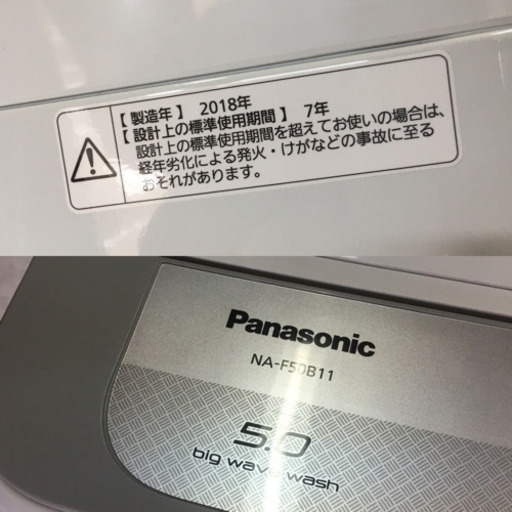 【 製造年 】 2018年
【 設計上の標準使用期間 】 7年
設計上の標準使用期間を超えてお使いの場合は、
経年劣化による発火・けがなどの事故に至る
おそれがあります。
Panasonic
NA-F50B11
5.0
big wave wash